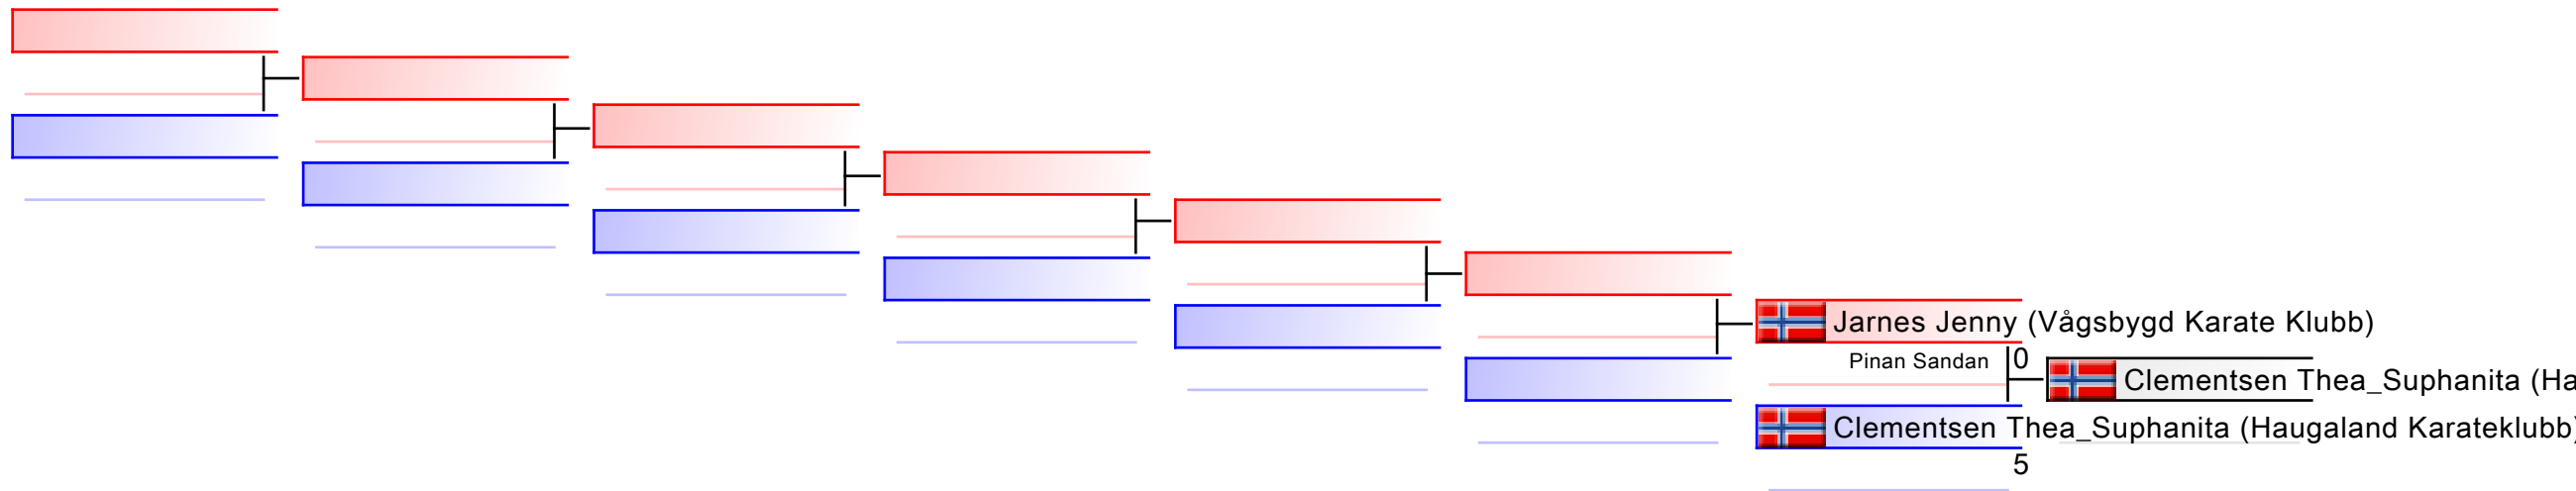 Jarnes Jenny (Vågsbygd Karate Klubb)
Pinan Sandan 0
Clementsen Thea_Suphanita (Ha
Clementsen Thea_Suphanita (Haugaland Karateklubb)
5